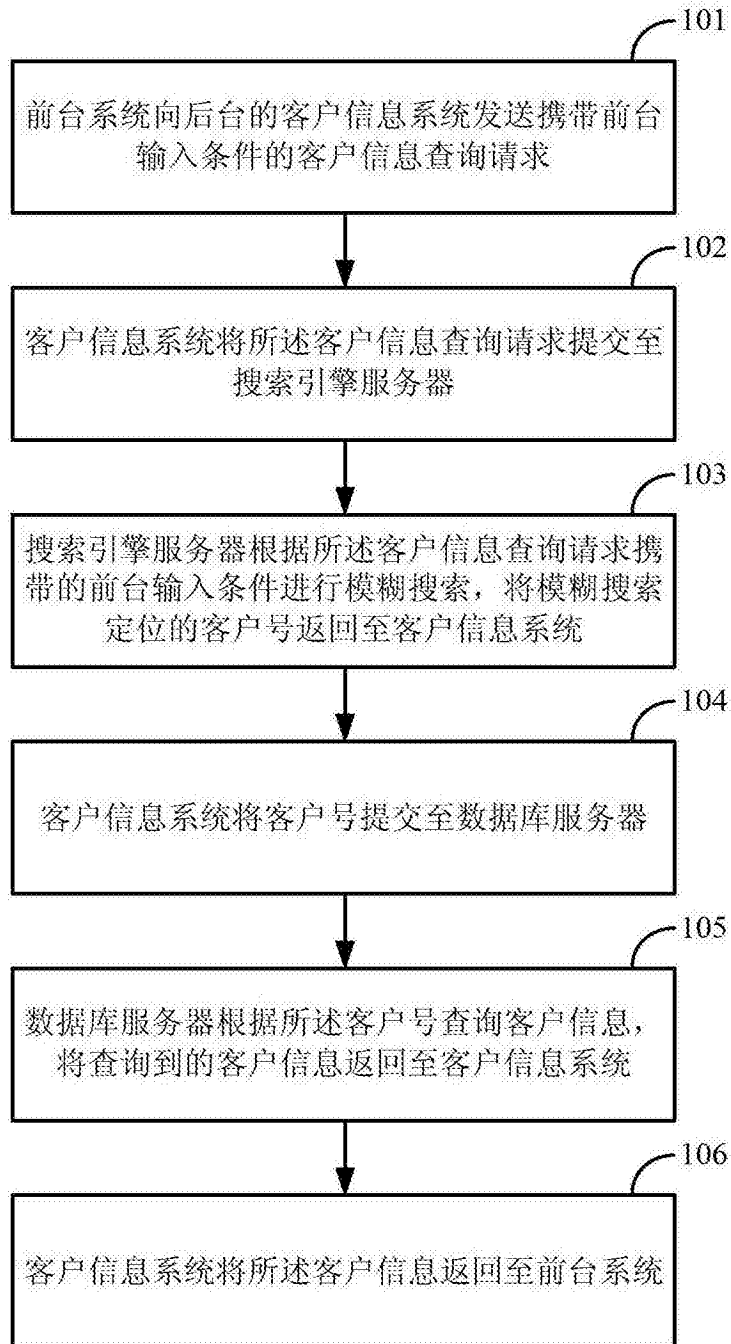 101
前台系统向后台的客户信息系统发送携带前台
输入条件的客户信息查询请求
102
客户信息系统将所述客户信息查询请求提交至
搜索引擎服务器
103
搜索引擎服务器根据所述客户信息查询请求携
带的前台输入条件进行模糊搜索，将模糊搜索
定位的客户号返回至客户信息系统
104
客户信息系统将客户号提交至数据库服务器
105
数据库服务器根据所述客户号查询客户信息，
将查询到的客户信息返回至客户信息系统
106
客户信息系统将所述客户信息返回至前台系统